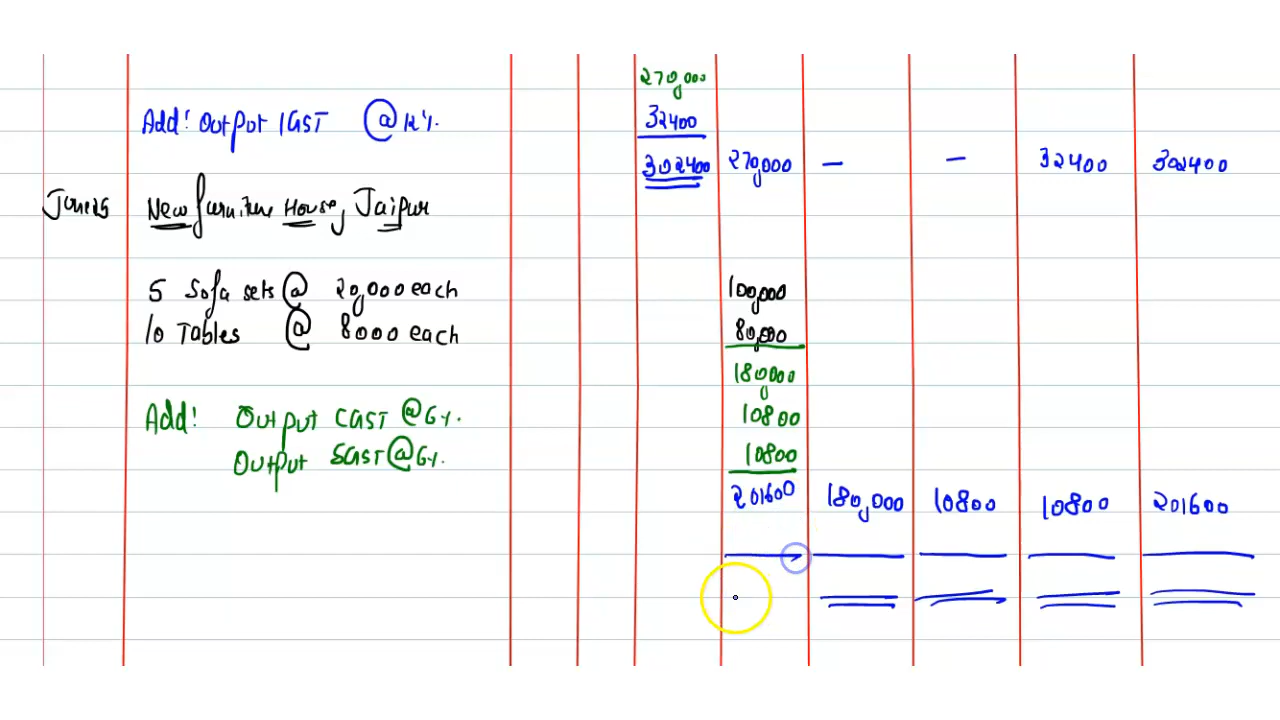 270,000
Add! Output IGST @12%. 32400
302400 270,000 — — 32400 302400
New furniture House, Jaipur
5 Sofa sets @ 20,000 each 100,000
10 Tables @ 8000 each 80,000
180,000
Add! Output CGST @6%. 10800
Output SGST @6%. 10800
201600 180,000 10800 10800 201600